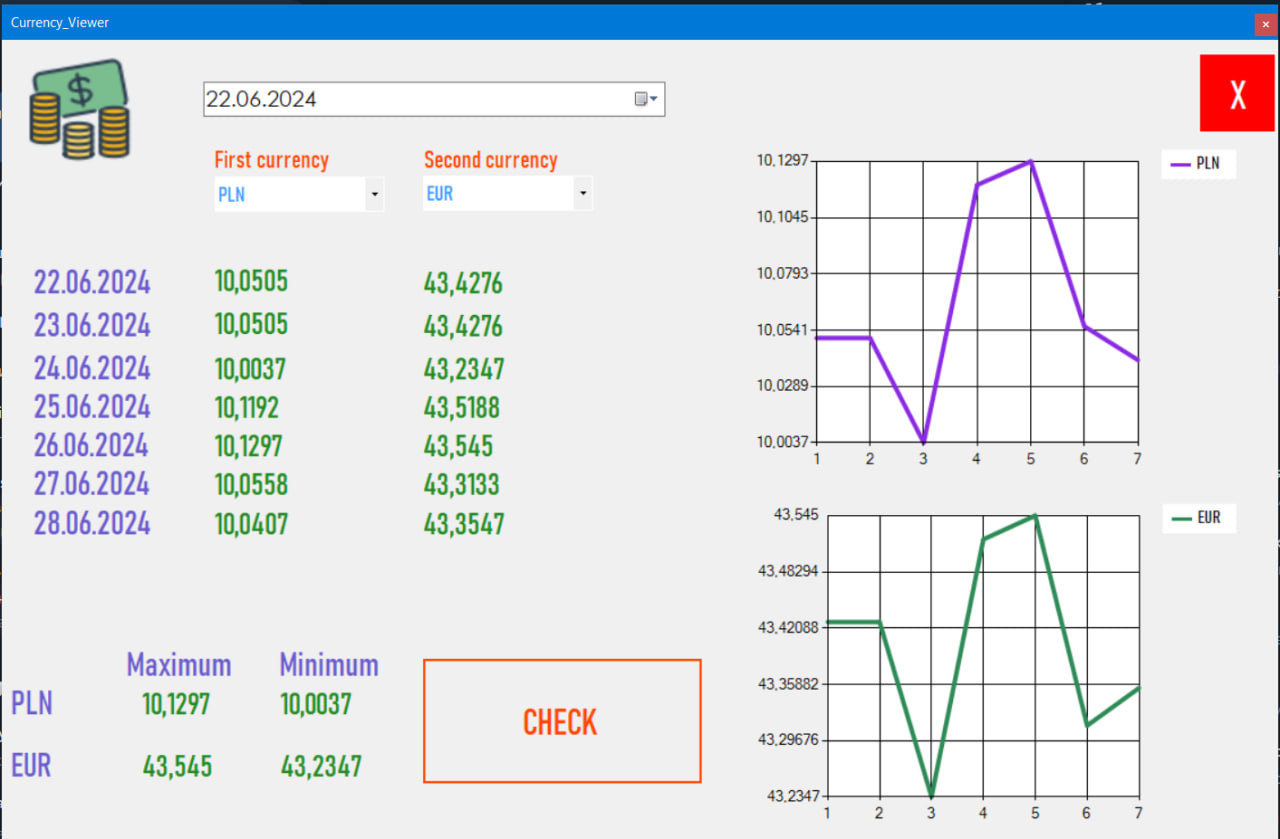 Currency_Viewer
×
$
22.06.2024
X
First currency Second currency
PLN EUR
22.06.2024 10,0505 43,4276
23.06.2024 10,0505 43,4276
24.06.2024 10,0037 43,2347
25.06.2024 10,1192 43,5188
26.06.2024 10,1297 43,545
27.06.2024 10,0558 43,3133
28.06.2024 10,0407 43,3547
Maximum Minimum
PLN 10,1297 10,0037
EUR 43,545 43,2347
CHECK
PLN
10,1297
10,1045
10,0793
10,0541
10,0289
10,0037
1 2 3 4 5 6 7
EUR
43,545
43,48294
43,42088
43,35882
43,29676
43,2347
1 2 3 4 5 6 7